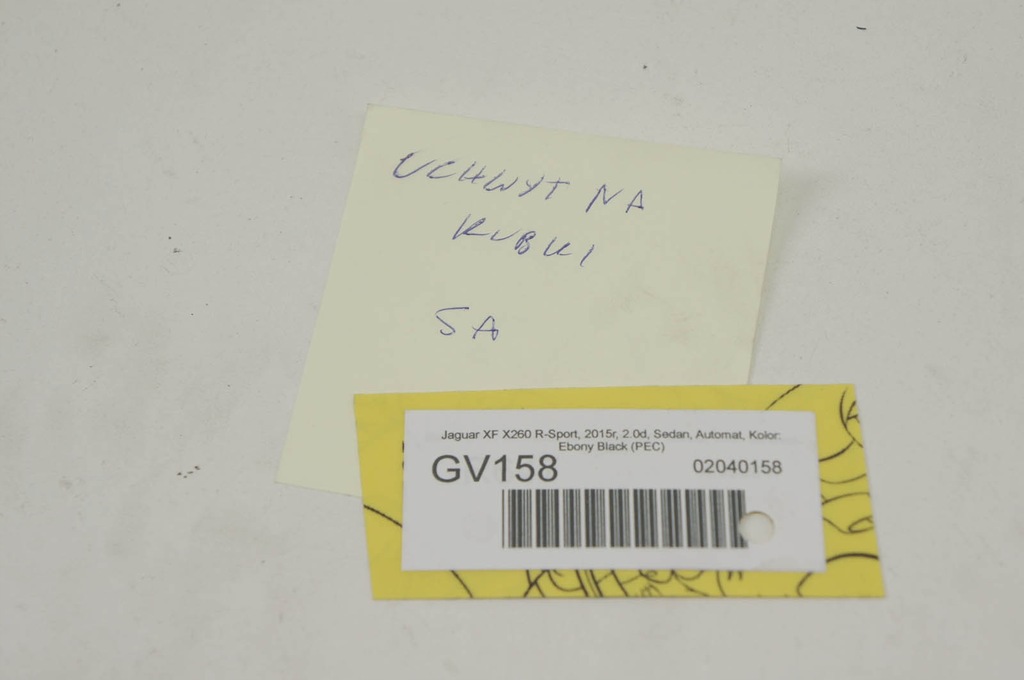 UCHWYT NA
KUBKI
5A
Jaguar XF X260 R-Sport, 2015r, 2.0d, Sedan, Automat, Kolor:
Ebony Black (PEC)
GV158 02040158